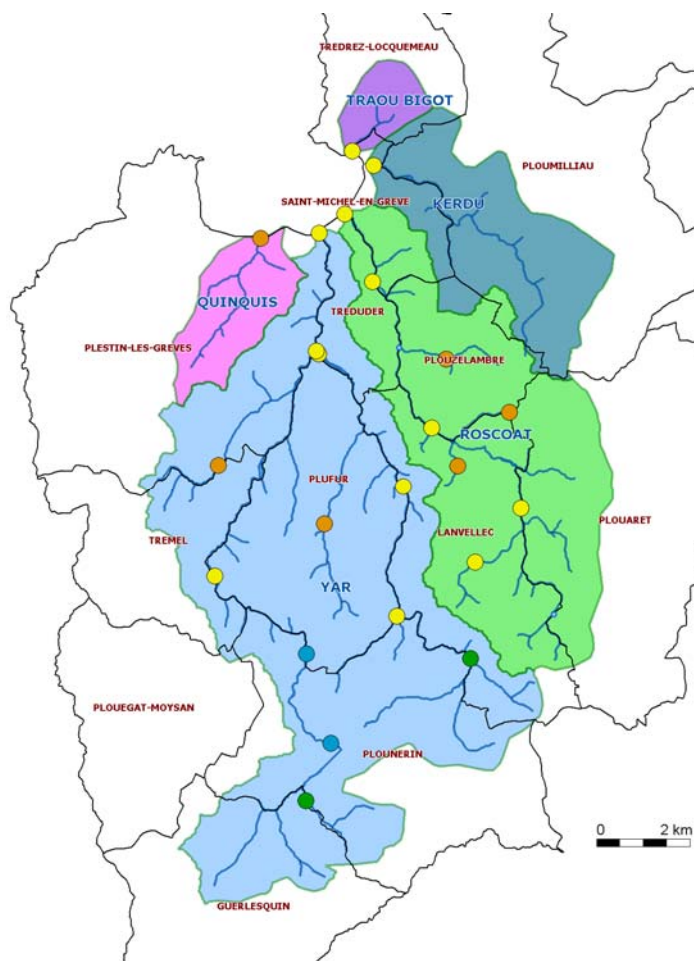 TREDREZ-LOCQUEMEAU
TRAOU BIGOT
PLOUMILLIAU
SAINT-MICHEL-EN-GREVE
KERDU
QUINQUIS
TREDUDER
PLESTIN-LES-GREVES
PLOUZELAMBRE
ROSCOAT
PLUFUR
LANVELLEC
PLOUARET
TREMEL
YAR
PLOUEGAT-MOYSAN
PLOUNERIN
0 2 km
GUERLESQUIN